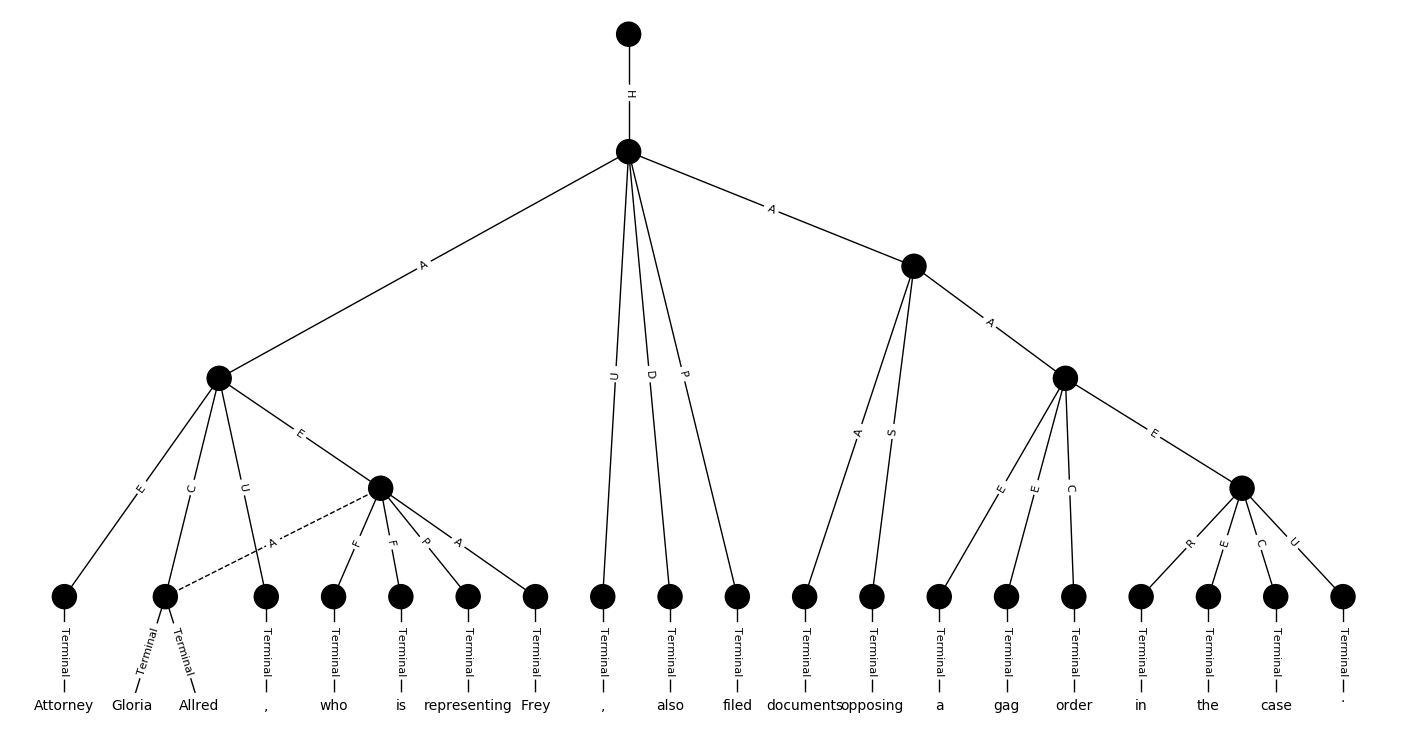 H
A
A
A
U
D
P
A
S
E
E
E
C
U
E
E
C
A
F
F
P
A
R
E
C
U
Terminal Terminal Terminal Terminal Terminal Terminal Terminal Terminal Terminal Terminal Terminal Terminal Terminal Terminal Terminal Terminal Terminal Terminal Terminal Terminal
Attorney Gloria Allred , who is representing Frey , also filed documents opposing a gag order in the case .